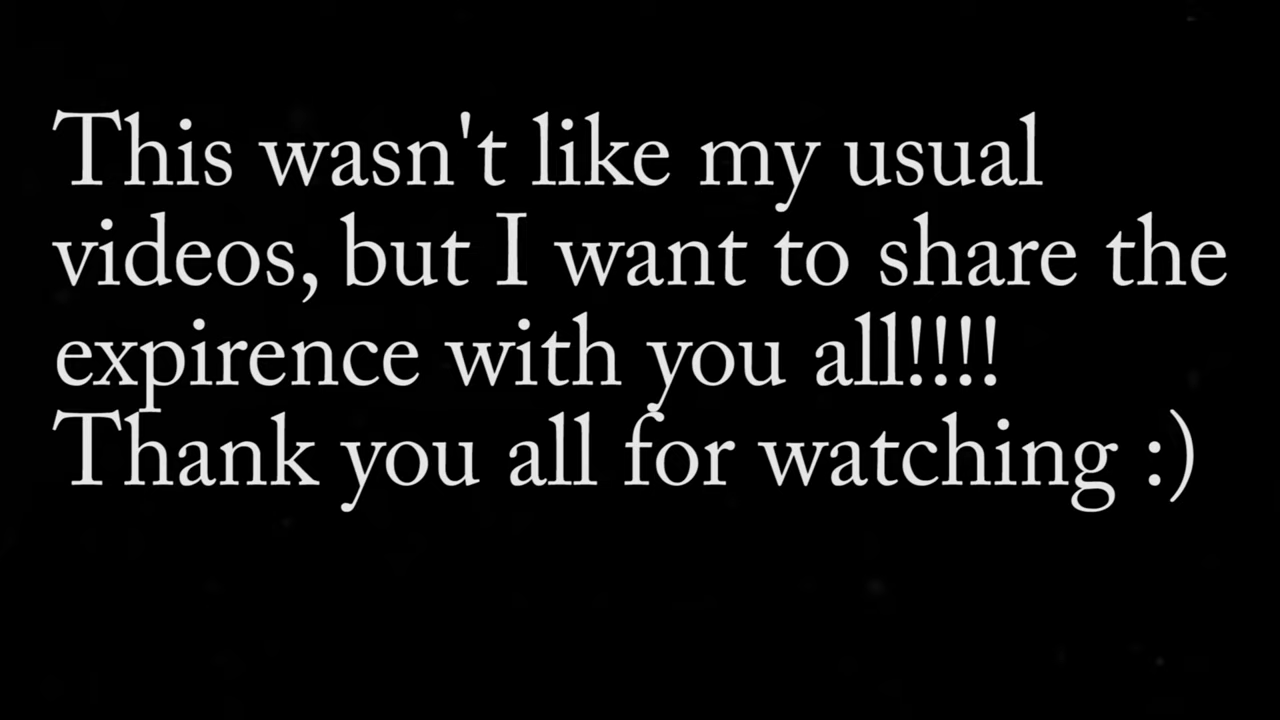 This wasn't like my usual
videos, but I want to share the
expirence with you all!!!!
Thank you all for watching :)